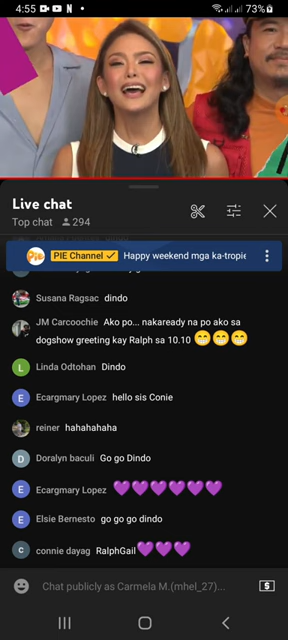 4:55 73%
Live chat
Top chat 294
Pie PIE Channel Happy weekend mga ka-tropie
Susana Ragsac dindo
JM Carcoochie Ako po... nakaready na po ako sa
dogshow greeting kay Ralph sa 10.10 😁😁😁
Linda Odtohan Dindo
E Ecargmary Lopez hello sis Conie
reiner hahahahaha
D Doralyn baculi Go Go Dindo
E Ecargmary Lopez 💜💜💜💜💜💜
E Elsie Bernesto go go go dindo
c connie dayag RalphGail💜💜💜
Chat publicly as Carmela M.(mhel_27)...